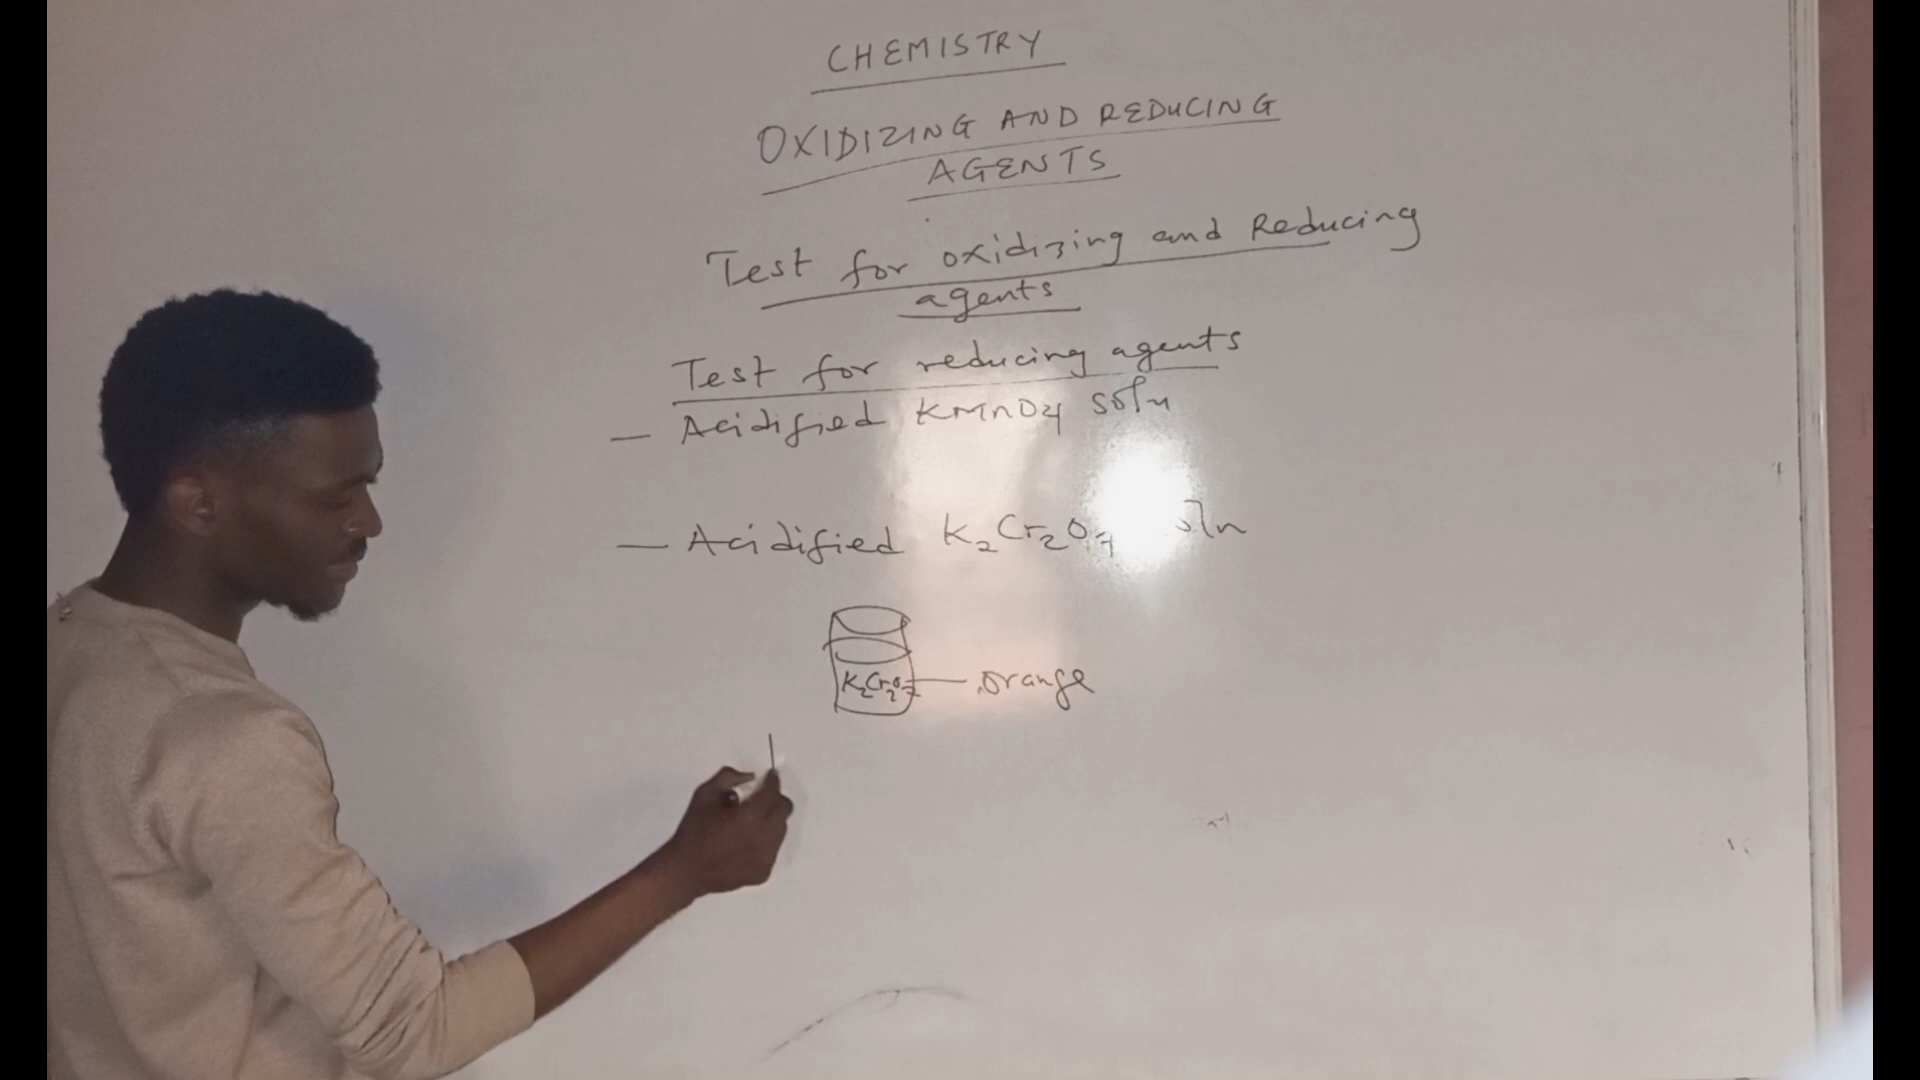 CHEMISTRY
OXIDIZING AND REDUCING
AGENTS
Test for oxidizing and Reducing
agents
Test for reducing agents
— Acidified KMnO4 soln
— Acidified K₂Cr₂O₇ oln
K₂Cr₂O₇ — orange